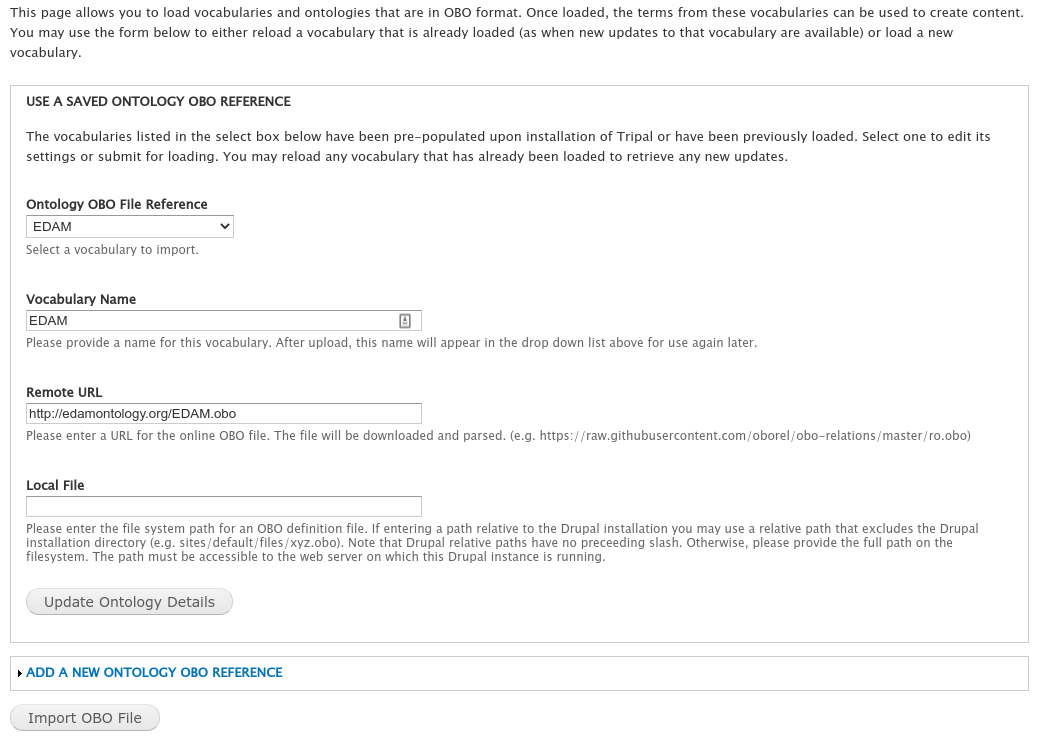 This page allows you to load vocabularies and ontologies that are in OBO format. Once loaded, the terms from these vocabularies can be used to create content.
You may use the form below to either reload a vocabulary that is already loaded (as when new updates to that vocabulary are available) or load a new
vocabulary.
USE A SAVED ONTOLOGY OBO REFERENCE
The vocabularies listed in the select box below have been pre-populated upon installation of Tripal or have been previously loaded. Select one to edit its
settings or submit for loading. You may reload any vocabulary that has already been loaded to retrieve any new updates.
Ontology OBO File Reference
EDAM
Select a vocabulary to import.
Vocabulary Name
EDAM
Please provide a name for this vocabulary. After upload, this name will appear in the drop down list above for use again later.
Remote URL
http://edamontology.org/EDAM.obo
Please enter a URL for the online OBO file. The file will be downloaded and parsed. (e.g. https://raw.githubusercontent.com/oborel/obo-relations/master/ro.obo)
Local File
Please enter the file system path for an OBO definition file. If entering a path relative to the Drupal installation you may use a relative path that excludes the Drupal
installation directory (e.g. sites/default/files/xyz.obo). Note that Drupal relative paths have no preceeding slash. Otherwise, please provide the full path on the
filesystem. The path must be accessible to the web server on which this Drupal instance is running.
Update Ontology Details
ADD A NEW ONTOLOGY OBO REFERENCE
Import OBO File